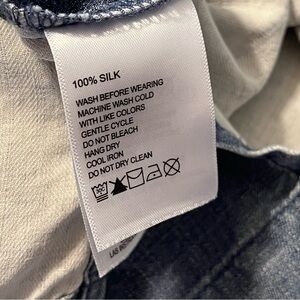 100% SILK
WASH BEFORE WEARING
MACHINE WASH COLD
WITH LIKE COLORS
GENTLE CYCLE
DO NOT BLEACH
HANG DRY
COOL IRON
DO NOT DRY CLEAN
LAS